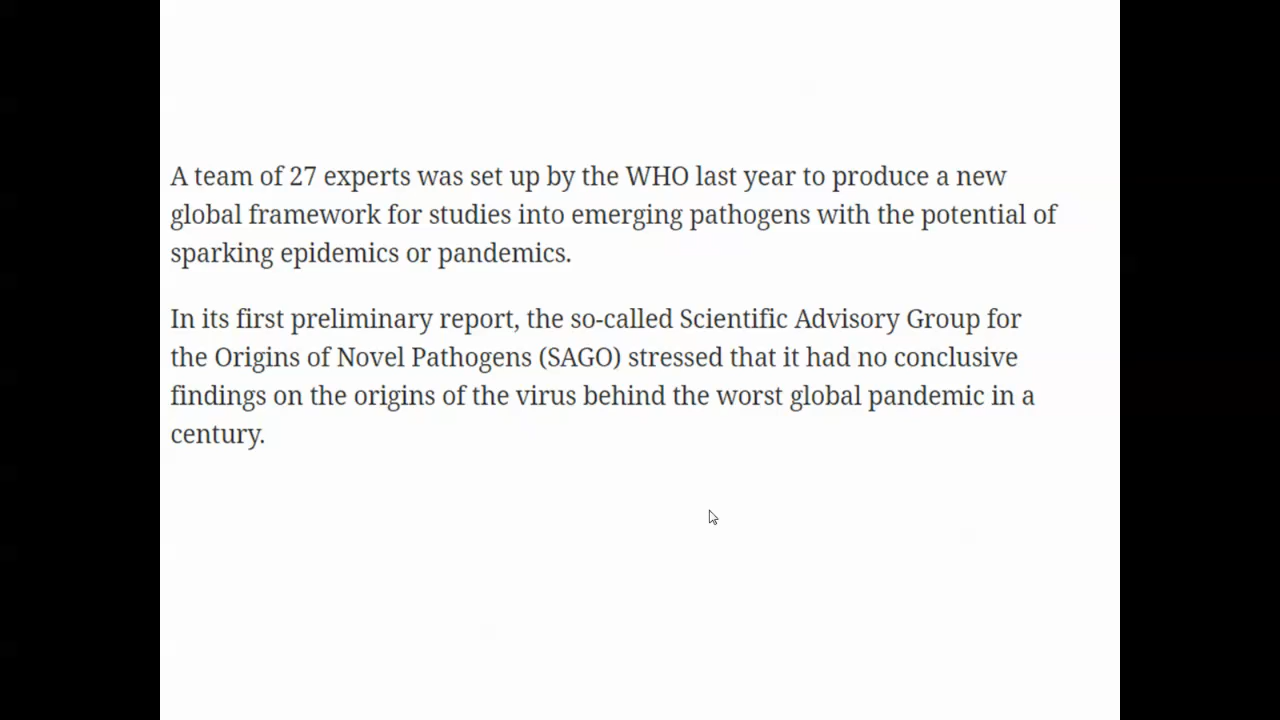 A team of 27 experts was set up by the WHO last year to produce a new
global framework for studies into emerging pathogens with the potential of
sparking epidemics or pandemics.
In its first preliminary report, the so-called Scientific Advisory Group for
the Origins of Novel Pathogens (SAGO) stressed that it had no conclusive
findings on the origins of the virus behind the worst global pandemic in a
century.